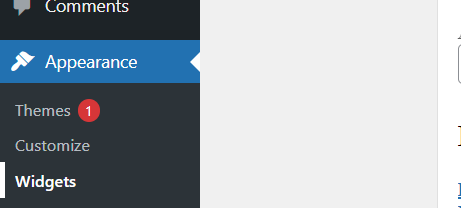 Comments
Appearance
Themes 1
Customize
Widgets